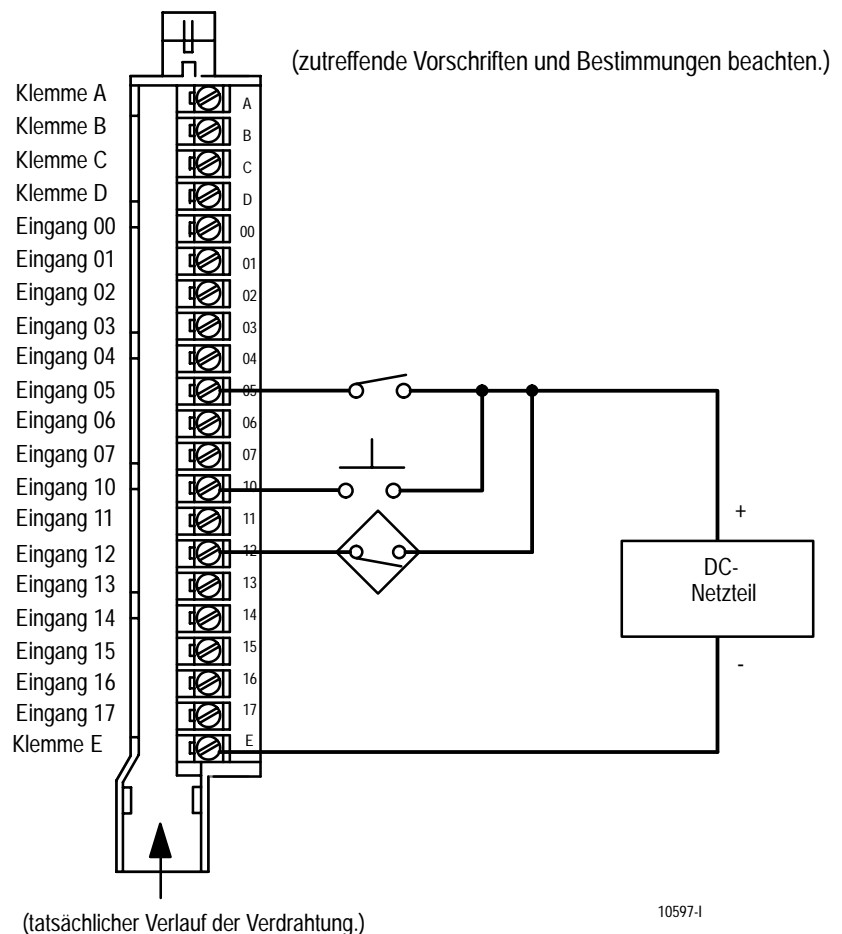 (zutreffende Vorschriften und Bestimmungen beachten.)
Klemme A
A
Klemme B
B
Klemme C
C
Klemme D
D
Eingang 00
00
Eingang 01
01
Eingang 02
02
Eingang 03
03
Eingang 04
04
Eingang 05
05
Eingang 06
06
Eingang 07
07
Eingang 10
10
Eingang 11
11
Eingang 12
12
Eingang 13
13
Eingang 14
14
Eingang 15
15
Eingang 16
16
Eingang 17
17
Klemme E
E
+
DC-
Netzteil
-
(tatsächlicher Verlauf der Verdrahtung.)
10597-I